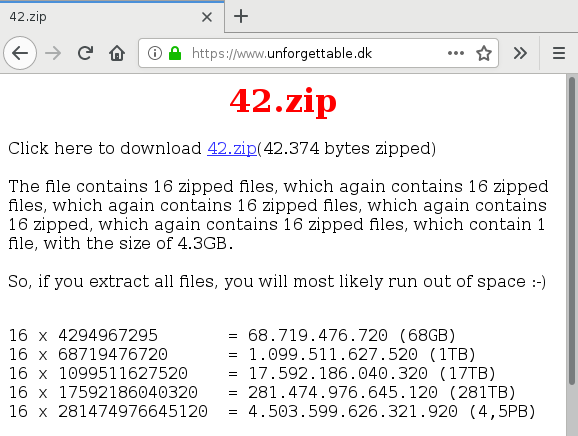 42.zip
https://www.unforgettable.dk
42.zip
Click here to download 42.zip(42.374 bytes zipped)
The file contains 16 zipped files, which again contains 16 zipped
files, which again contains 16 zipped files, which again contains
16 zipped, which again contains 16 zipped files, which contain 1
file, with the size of 4.3GB.
So, if you extract all files, you will most likely run out of space :-)
16 x 4294967295 = 68.719.476.720 (68GB)
16 x 68719476720 = 1.099.511.627.520 (1TB)
16 x 1099511627520 = 17.592.186.040.320 (17TB)
16 x 17592186040320 = 281.474.976.645.120 (281TB)
16 x 281474976645120 = 4.503.599.626.321.920 (4,5PB)